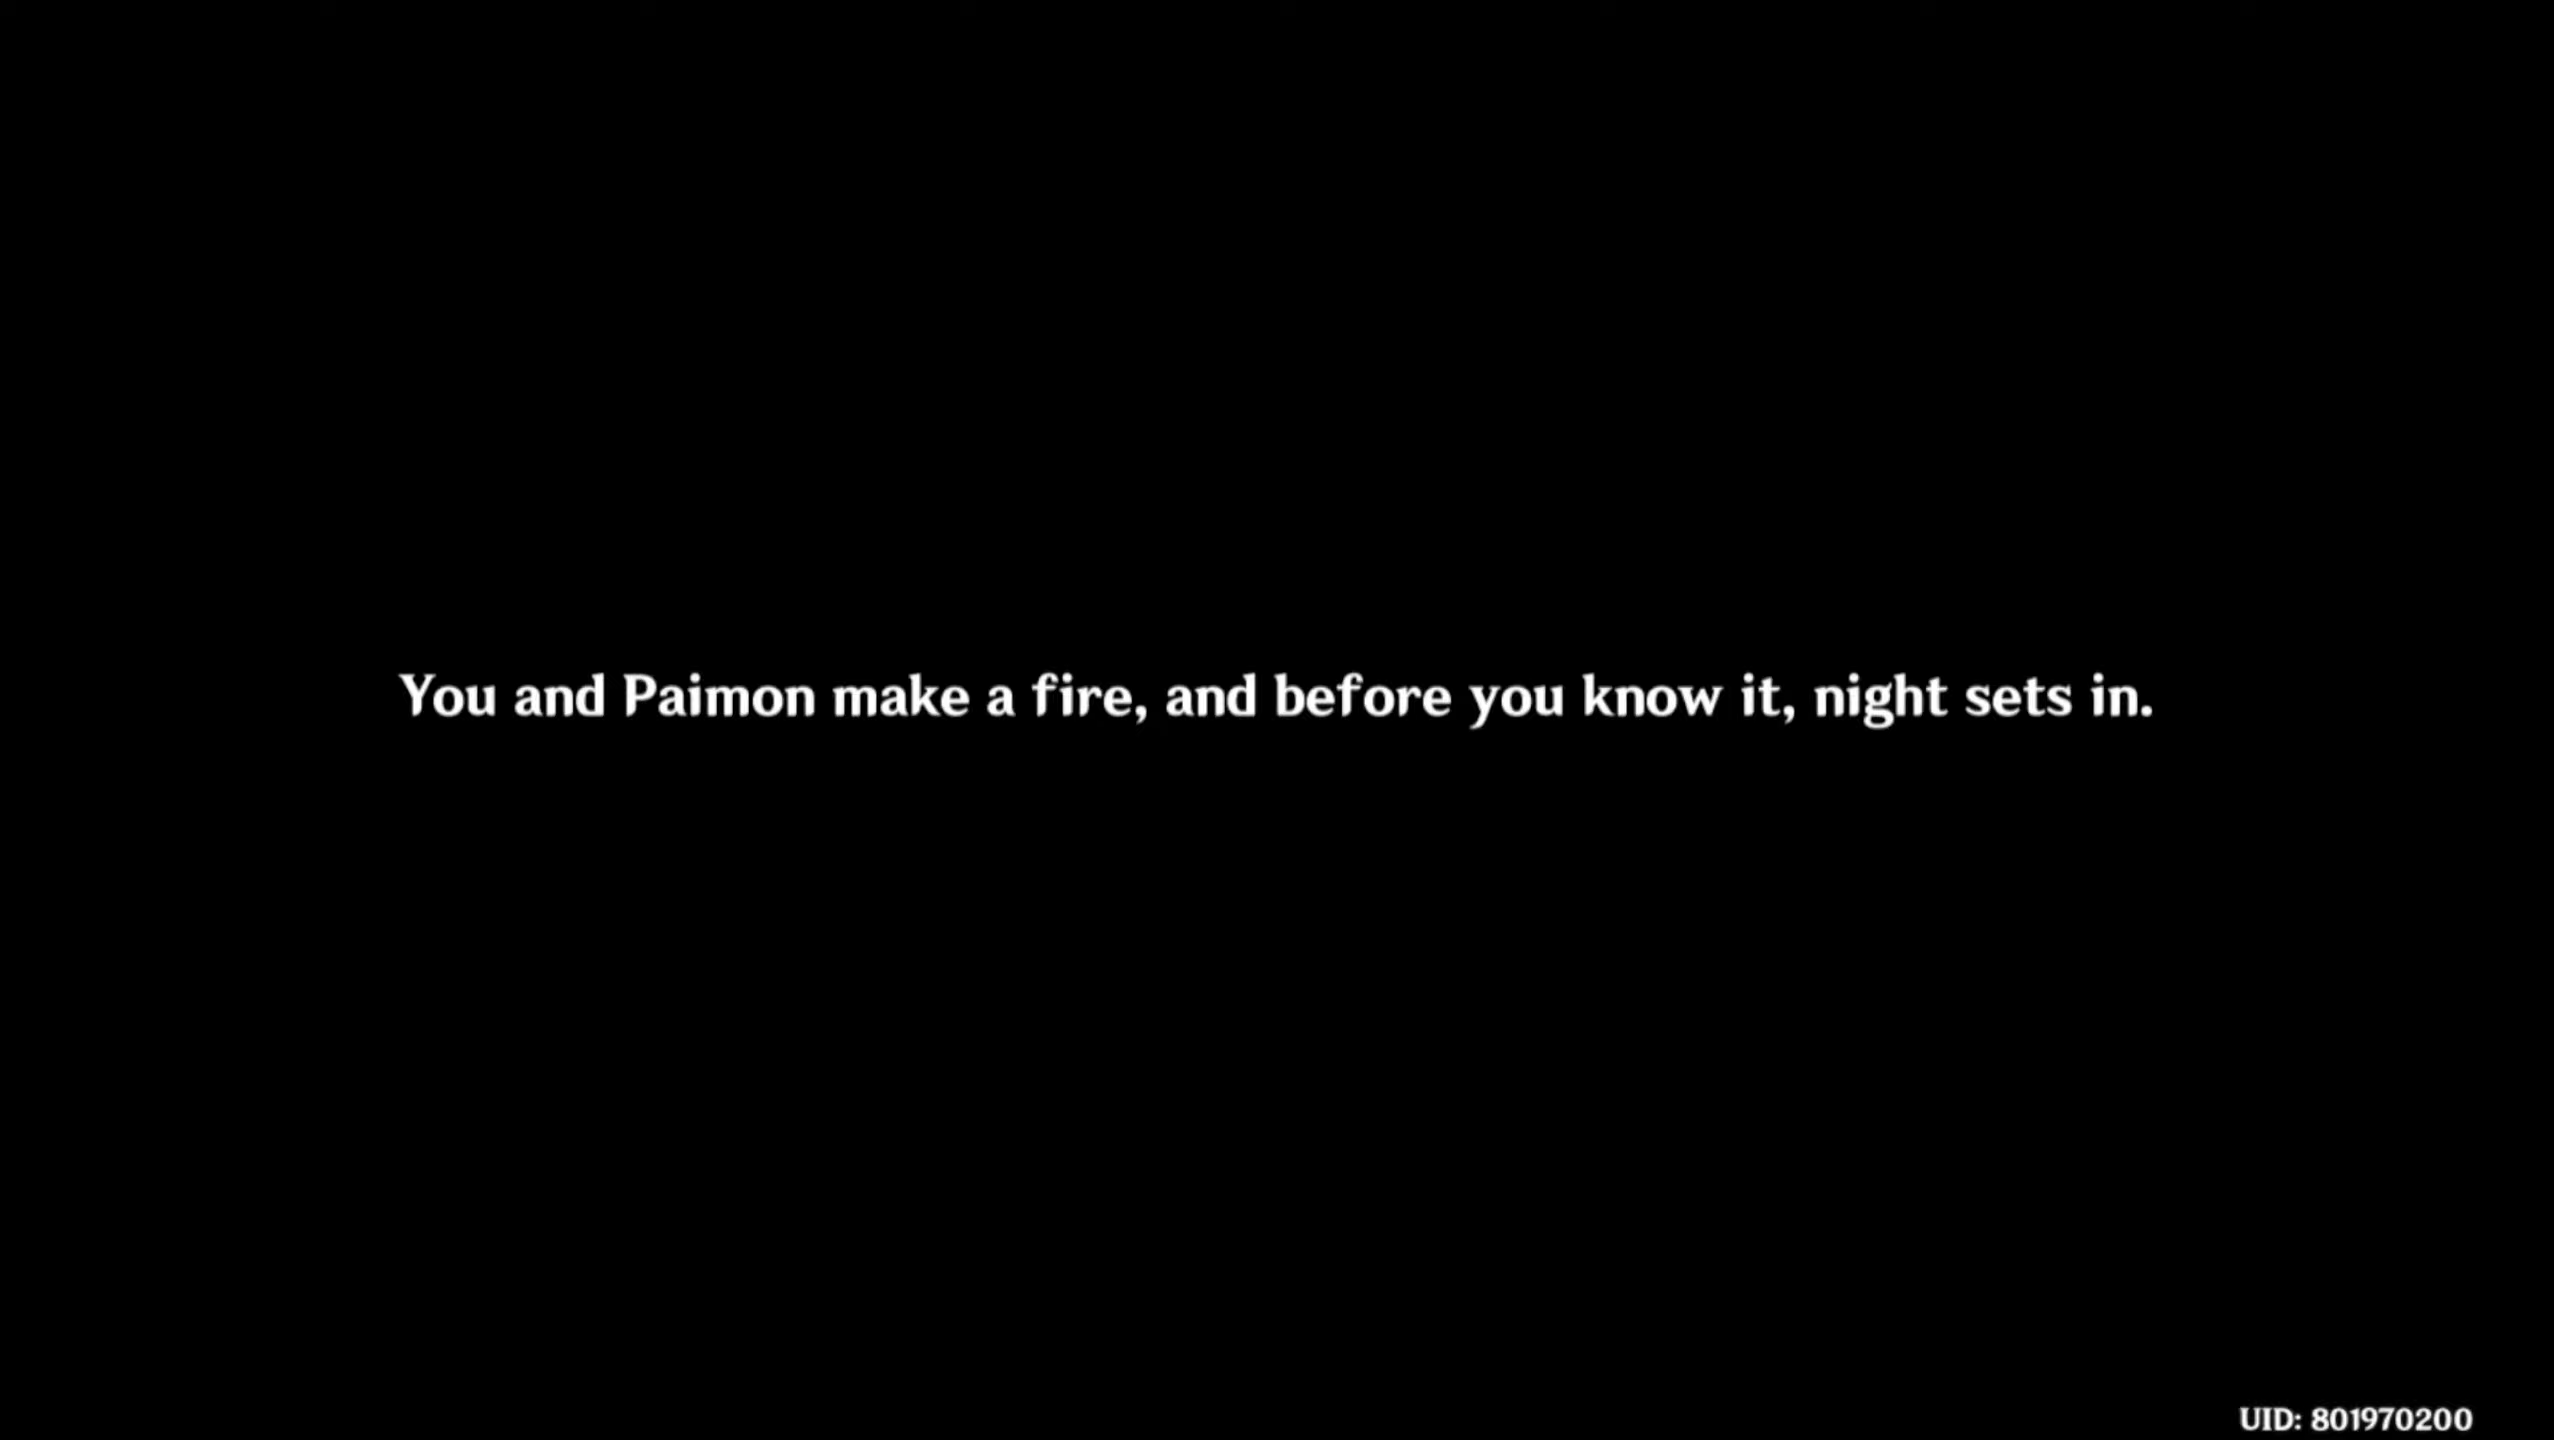 You and Paimon make a fire, and before you know it, night sets in.
UID: 801970200